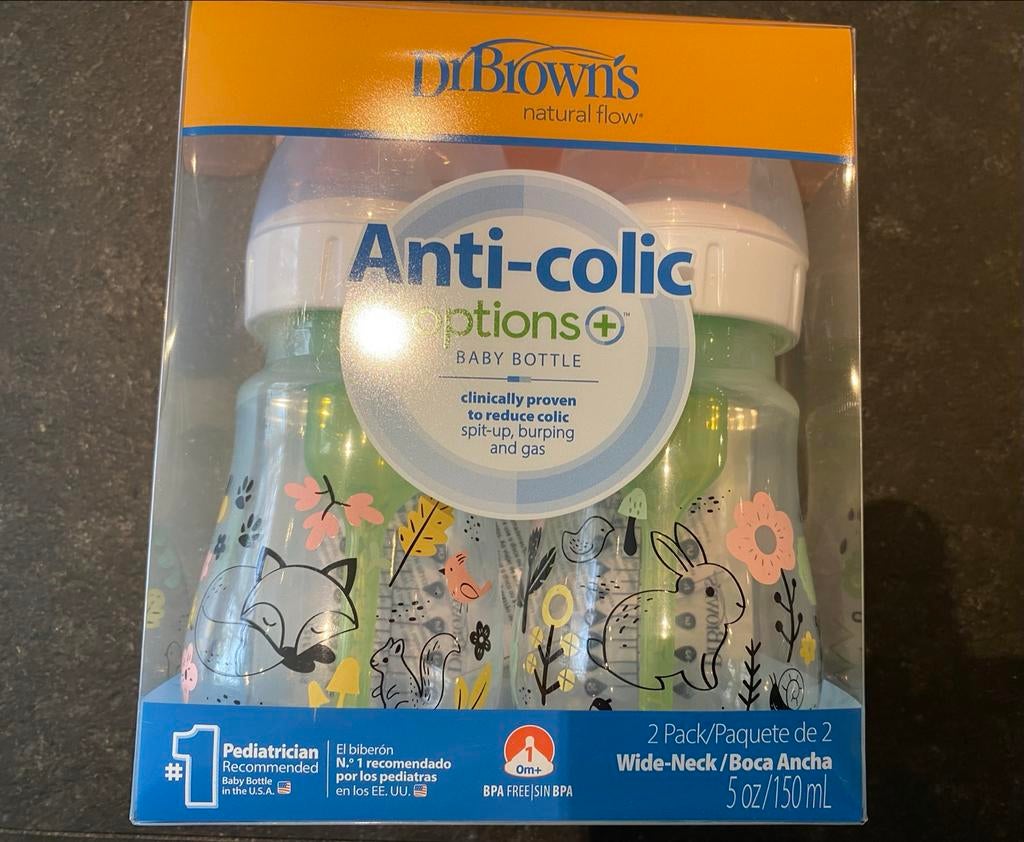 Dr Brown's
natural flow®
Anti-colic
options+™
BABY BOTTLE
clinically proven
to reduce colic
spit-up, burping
and gas
#1 Pediatrician
Recommended
Baby Bottle
in the U.S.A.
El biberón
N.º 1 recomendado
por los pediatras
en los EE. UU.
1
0m+
BPA FREE|SIN BPA
2 Pack/Paquete de 2
Wide-Neck/Boca Ancha
5 oz/150 mL